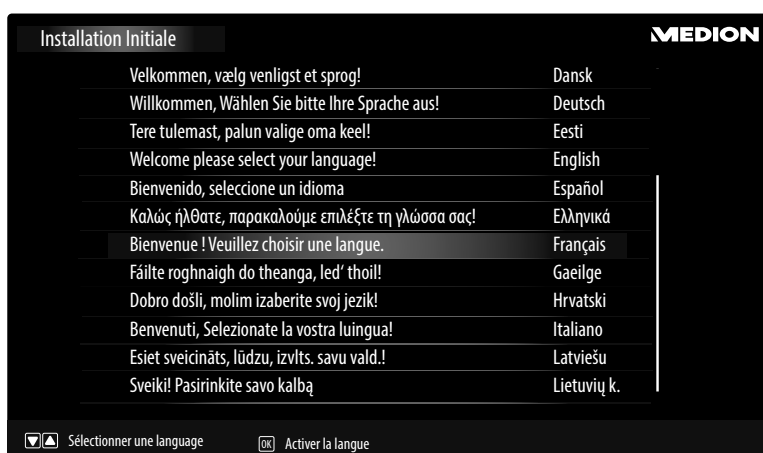 Installation Initiale MEDION
Velkommen, vælg venligst et sprog! Dansk
Willkommen, Wählen Sie bitte Ihre Sprache aus! Deutsch
Tere tulemast, palun valige oma keel! Eesti
Welcome please select your language! English
Bienvenido, seleccione un idioma Español
Καλώς ήλθατε, παρακαλούμε επιλέξτε τη γλώσσα σας! Ελληνικά
Bienvenue ! Veuillez choisir une langue. Français
Fáilte roghnaigh do theanga, led‘ thoil! Gaeilge
Dobro došli, molim izaberite svoj jezik! Hrvatski
Benvenuti, Selezionate la vostra luingua! Italiano
Esiet sveicināts, lūdzu, izvlts. savu vald.! Latviešu
Sveiki! Pasirinkite savo kalbą Lietuvių k.
Sélectionner une language OK Activer la langue